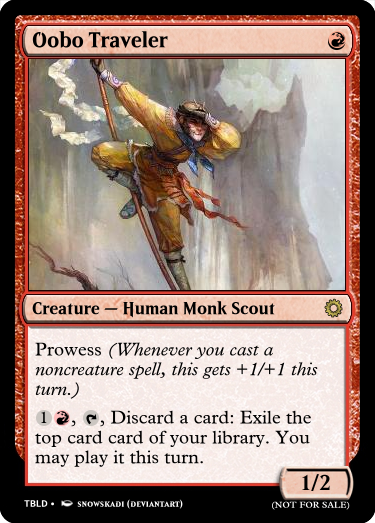 Oobo Traveler
Creature — Human Monk Scout
Prowess (Whenever you cast a
noncreature spell, this gets +1/+1 this
turn.)
1 , , Discard a card: Exile the
top card card of your library. You
may play it this turn.
1/2
TBLD • SNOWSKADI (DEVIANTART)
(NOT FOR SALE)